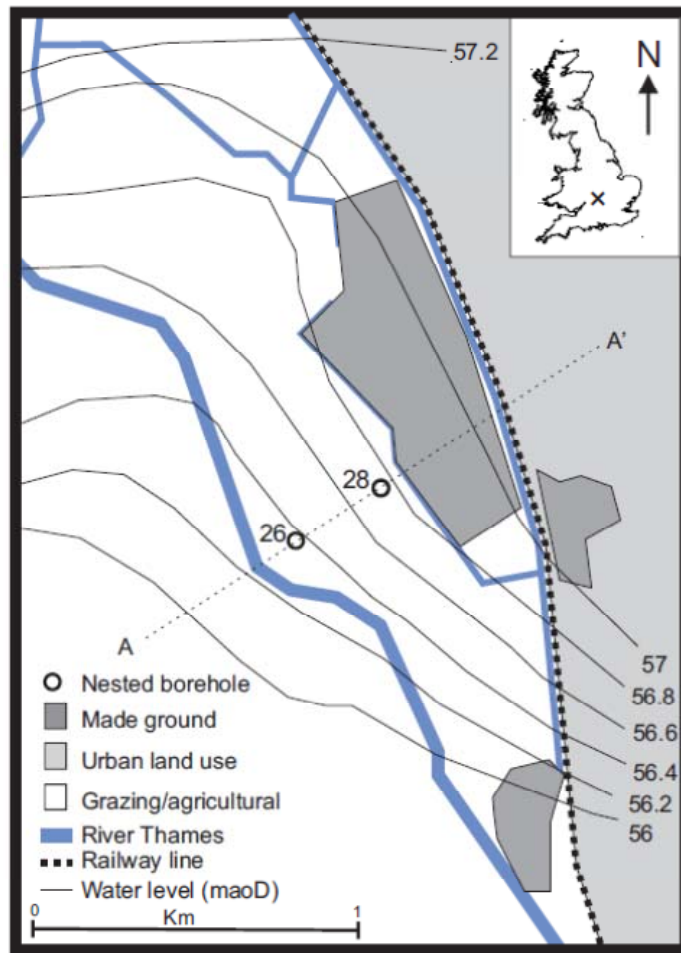 57.2
N
×
A'
28
26
A
57
56.8
56.6
56.4
56.2
56
Nested borehole
Made ground
Urban land use
Grazing/agricultural
River Thames
Railway line
Water level (maoD)
0
1
Km